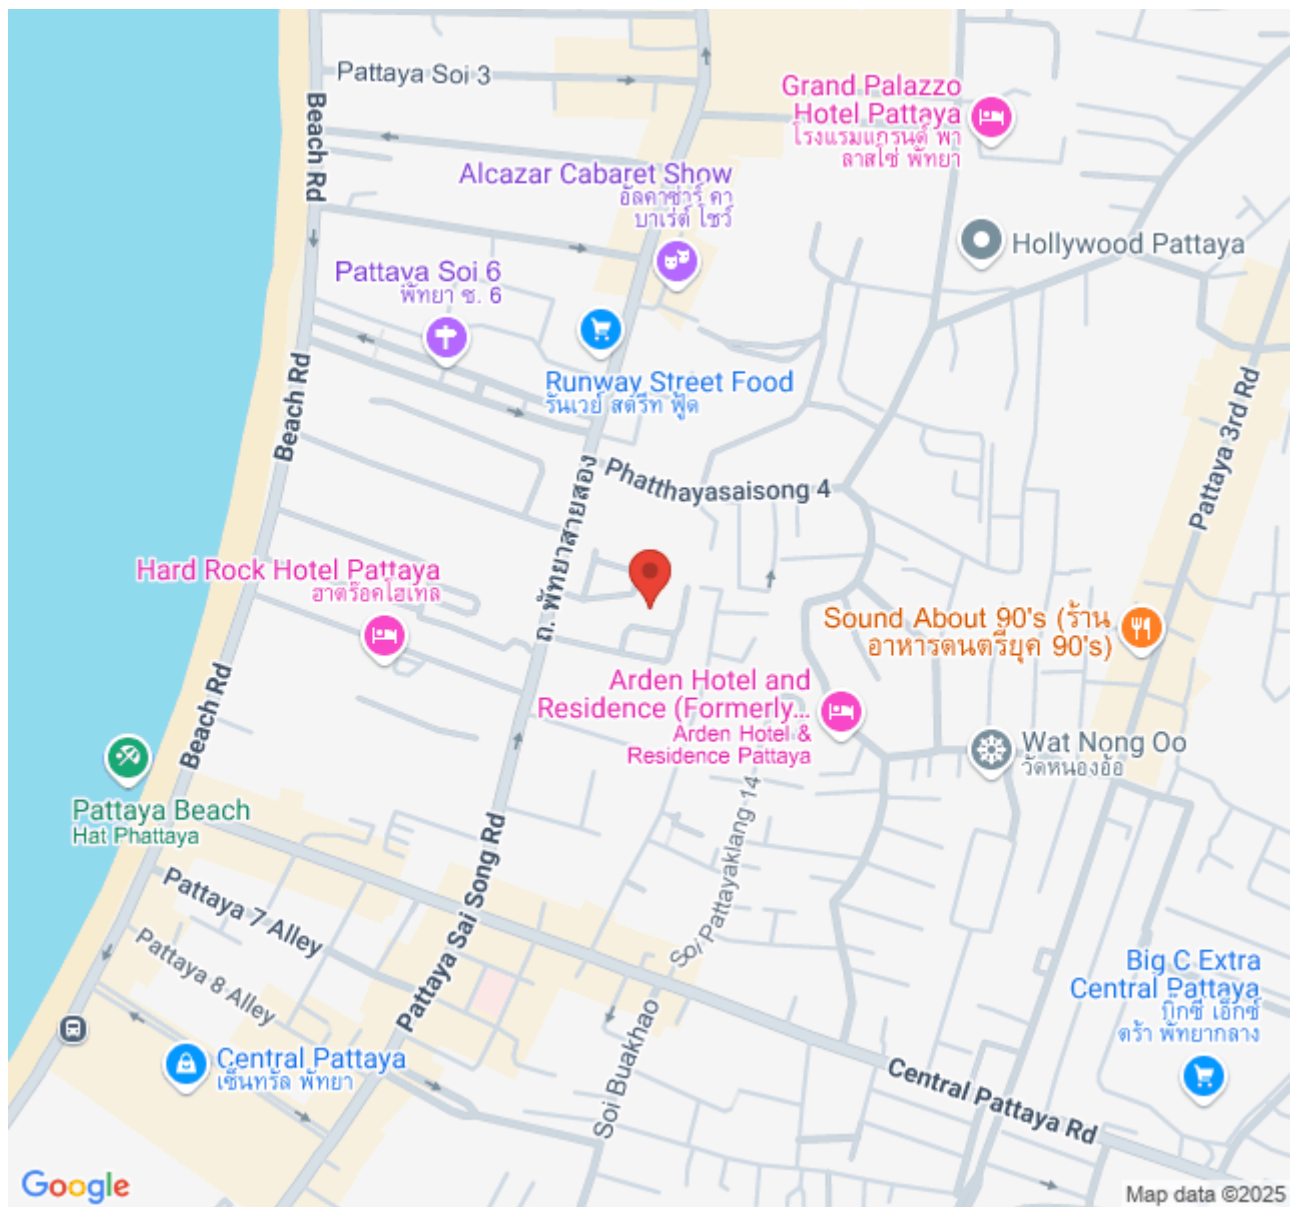 Pattaya Soi 3
Beach Rd
Grand Palazzo
Hotel Pattaya
โรงแรมแกรนด์ พา
ลาสโซ่ พัทยา
Alcazar Cabaret Show
อัลคาซ่าร์ คา
บาเร่ต์ โชว์
Hollywood Pattaya
Pattaya Soi 6
พัทยา ซ. 6
Runway Street Food
รันเวย์ สตรีท ฟู้ด
Beach Rd
Pattaya 3rd Rd
Phatthayasaisong 4
ถ. พัทยาสายสอง
Hard Rock Hotel Pattaya
ฮาดร๊อคโฮเทล
Sound About 90's (ร้าน
อาหารดนตรียุค 90's)
Arden Hotel and
Residence (Formerly...
Arden Hotel &
Residence Pattaya
Beach Rd
Wat Nong Oo
วัดหนองอ้อ
Pattaya Beach
Hat Phattaya
Soi Pattayaklang 14
Pattaya Sai Song Rd
Pattaya 7 Alley
Pattaya 8 Alley
Big C Extra
Central Pattaya
บิ๊กซี เอ็กซ์
ตร้า พัทยากลาง
Soi Buakhao
Central Pattaya
เซ็นทรัล พัทยา
Central Pattaya Rd
Google
Map data ©2025